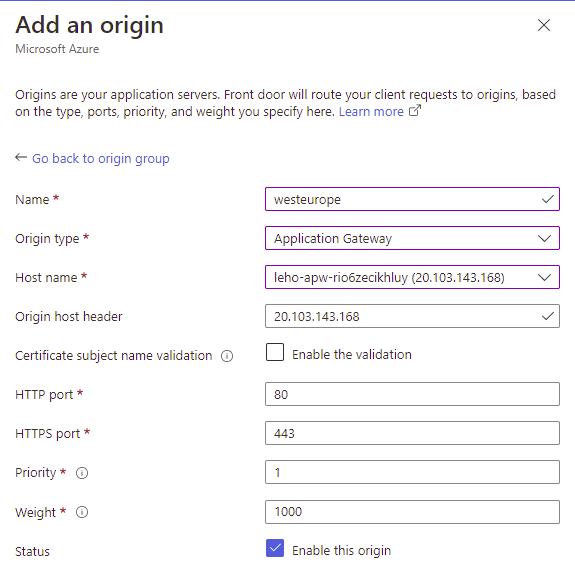 Add an origin
Microsoft Azure
Origins are your application servers. Front door will route your client requests to origins, based
on the type, ports, priority, and weight you specify here. Learn more
Go back to origin group
Name * westeurope
Origin type * Application Gateway
Host name * leho-apw-rio6zecikhluy (20.103.143.168)
Origin host header 20.103.143.168
Certificate subject name validation Enable the validation
HTTP port * 80
HTTPS port * 443
Priority * 1
Weight * 1000
Status Enable this origin